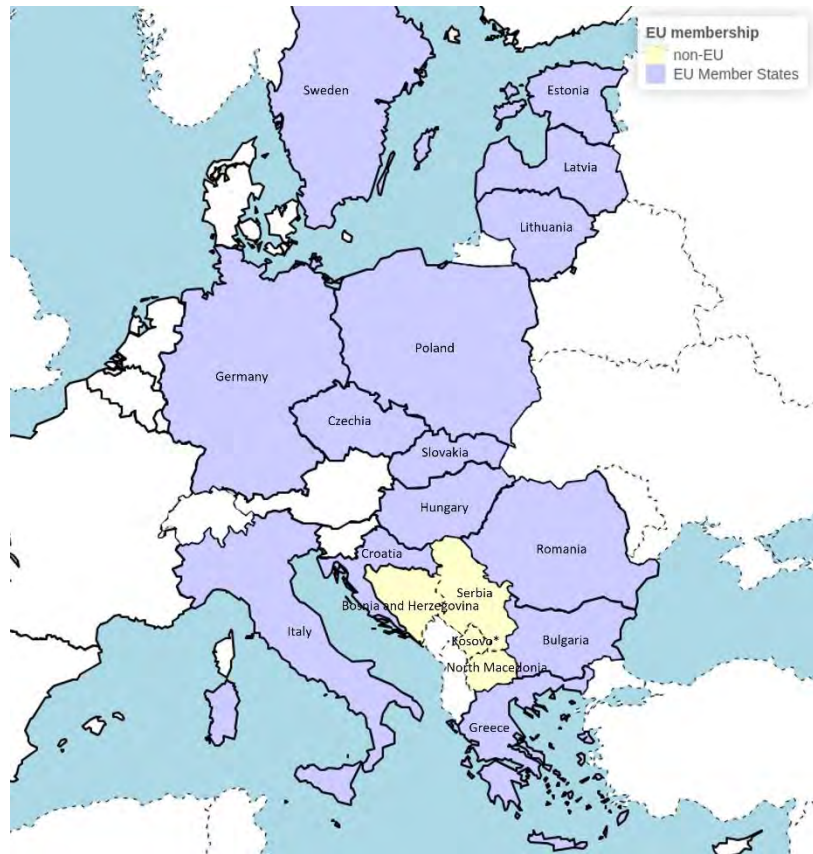 EU membership
non-EU
EU Member States
Sweden
Estonia
Latvia
Lithuania
Poland
Germany
Czechia
Slovakia
Hungary
Romania
Croatia
Serbia
Bosnia and Herzegovina
Italy
Kosovo*
Bulgaria
North Macedonia
Greece